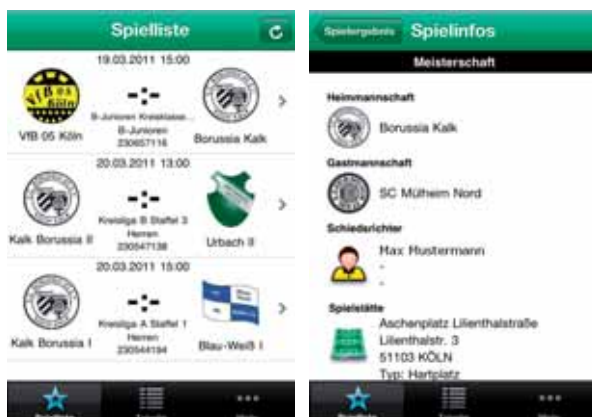 Spielliste
19.03.2011 15:00
VfB 05 Köln
-:-
B-Junioren Kreisklasse...
B-Junioren
230657116
Borussia Kalk
20.03.2011 13:00
Kalk Borussia II
-:-
Kreisliga B Staffel 3
Herren
230547138
Urbach II
20.03.2011 15:00
Kalk Borussia I
-:-
Kreisliga A Staffel 1
Herren
230544194
Blau-Weiß I
Spielergebnis
Spielinfos
Meisterschaft
Heimmannschaft
Borussia Kalk
Gastmannschaft
SC Mülheim Nord
Schiedsrichter
Max Mustermann
-
-
Spielstätte
Aschenplatz Lilienthalstraße
Lilienthalstr. 3
51103 KÖLN
Typ: Hartplatz